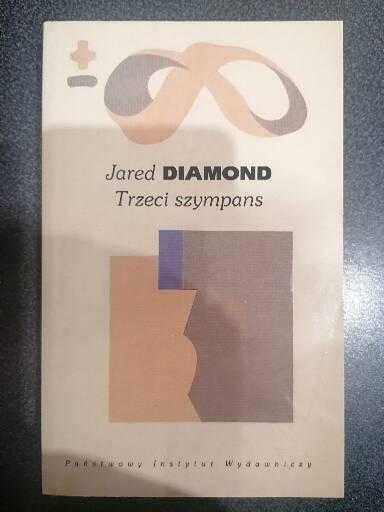 Jared DIAMOND
Trzeci szympans
Państwowy Instytut Wydawniczy